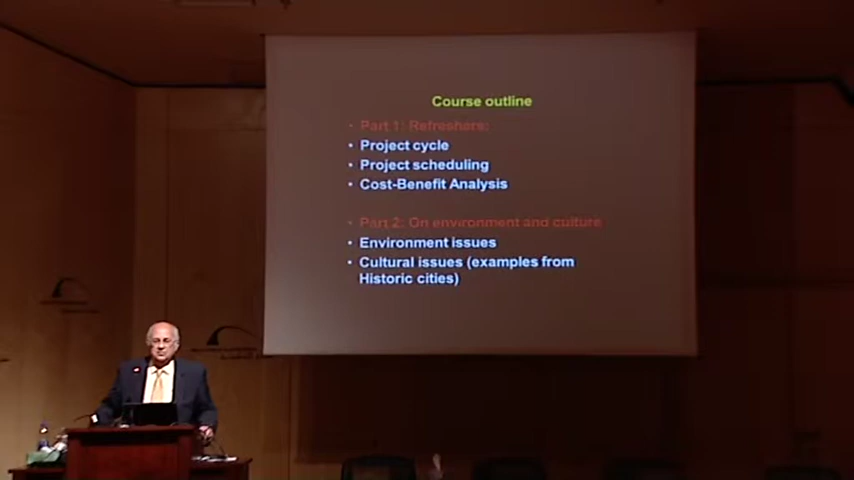 Course outline
• Part 1: Refreshers:
• Project cycle
• Project scheduling
• Cost-Benefit Analysis
• Part 2: On environment and culture
• Environment issues
• Cultural issues (examples from
Historic cities)